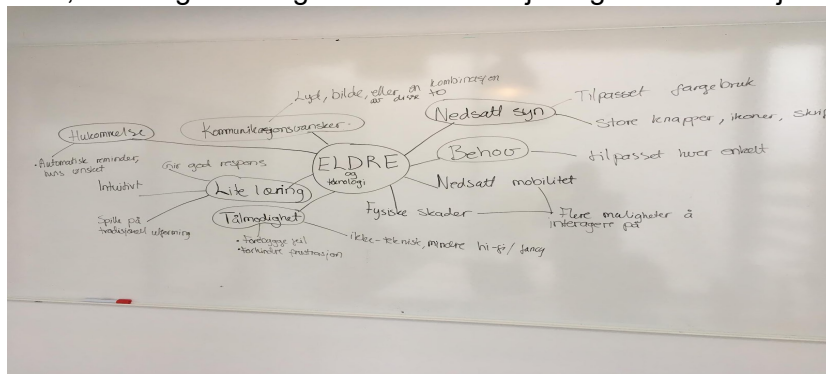 Lyd, bilde, eller en kombinasjon
av disse to
Kommunikasjonsvansker
Hukommelse
• Automatisk reminder,
hvis ønsket
Gir god respons
Intuitivt
Lite læring
Spille på
tradisjonell utforming
Tålmodighet
• Forebygge feil
• forhindre frustrasjon
ikke-teknisk, mindre hi-fi/fancy
ELDRE
og
teknologi
Nedsatt syn
Tilpasset fargebruk
Store knapper, ikoner, skri
Behov
tilpasset hver enkelt
Nedsatt mobilitet
Fysiske skader
Flere muligheter å
interagere på